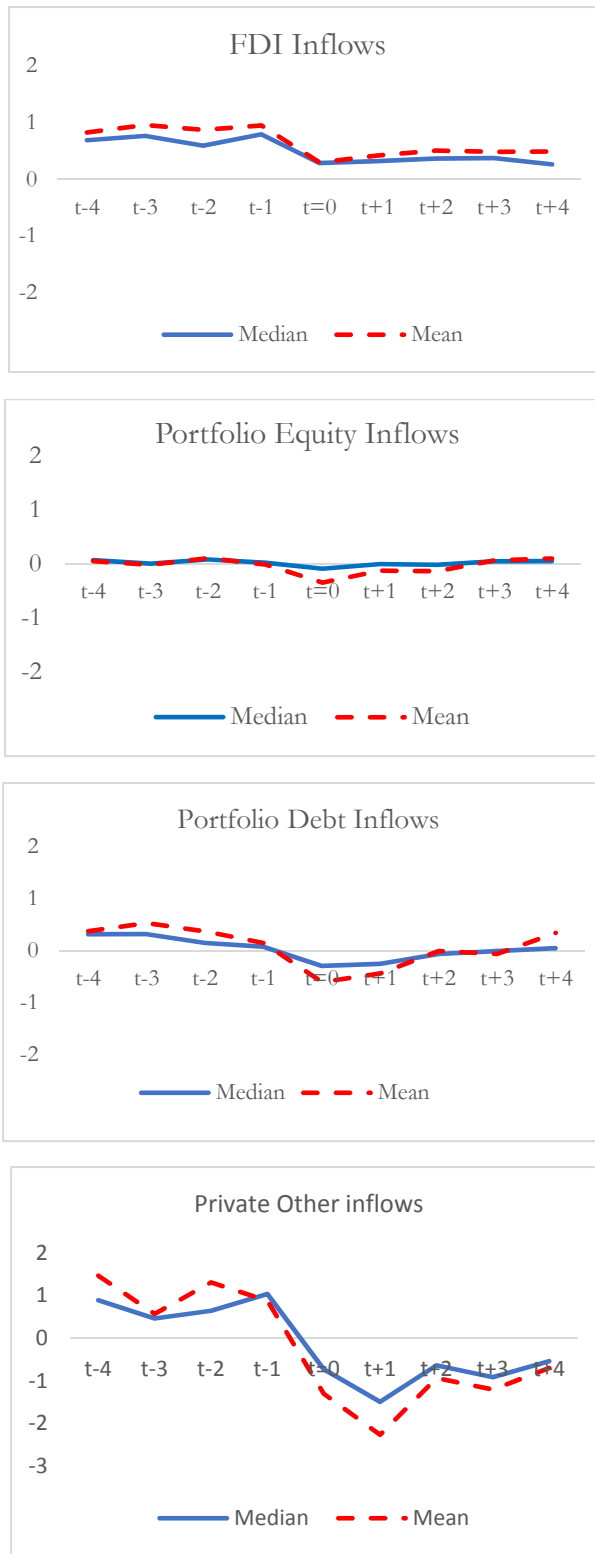 FDI Inflows
2
1
0
t-4 t-3 t-2 t-1 t=0 t+1 t+2 t+3 t+4
-1
-2
Median Mean
Portfolio Equity Inflows
2
1
0
t-4 t-3 t-2 t-1 t=0 t+1 t+2 t+3 t+4
-1
-2
Median Mean
Portfolio Debt Inflows
2
1
0
t-4 t-3 t-2 t-1 t=0 t+1 t+2 t+3 t+4
-1
-2
Median Mean
Private Other inflows
2
1
0
t-4 t-3 t-2 t-1 t=0 t+1 t+2 t+3 t+4
-1
-2
-3
Median Mean